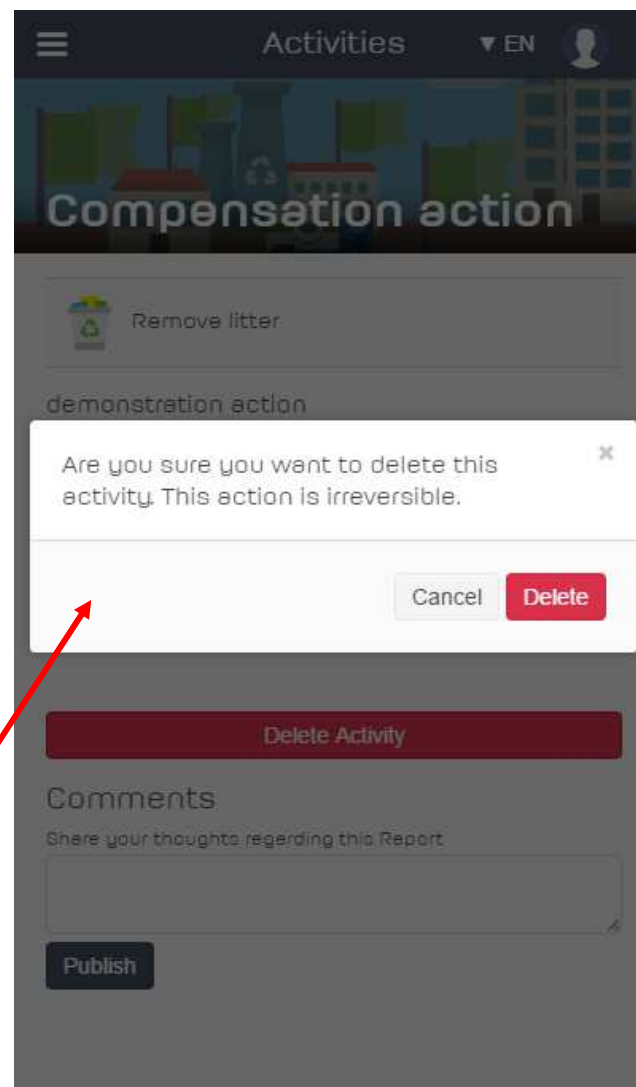 Activities ▼ EN
Compensation action
Remove litter
demonstration action
Are you sure you want to delete this
activity. This action is irreversible.
×
Cancel Delete
Delete Activity
Comments
Share your thoughts regarding this Report
Publish